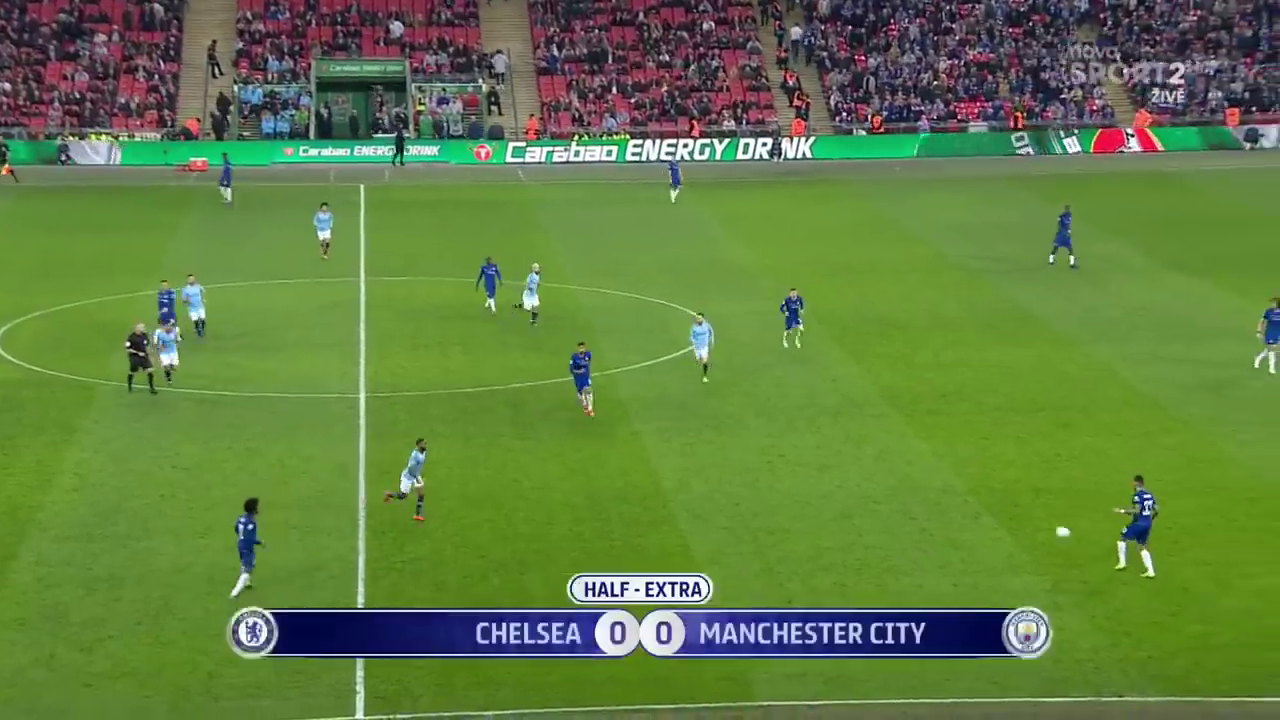 nova
SPORT2
ŽIVĚ
Carabao ENERGY DRINK
Carabao ENERGY DRINK
Carabao ENERGY DRINK
HALF - EXTRA
CHELSEA 0 0 MANCHESTER CITY